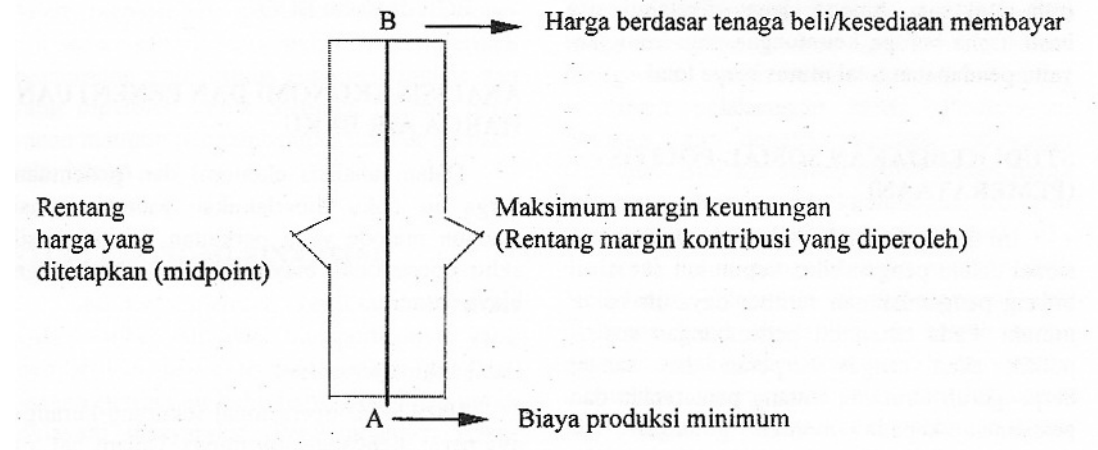 B Harga berdasar tenaga beli/kesediaan membayar
Rentang
harga yang
ditetapkan (midpoint)
Maksimum margin keuntungan
(Rentang margin kontribusi yang diperoleh)
A Biaya produksi minimum